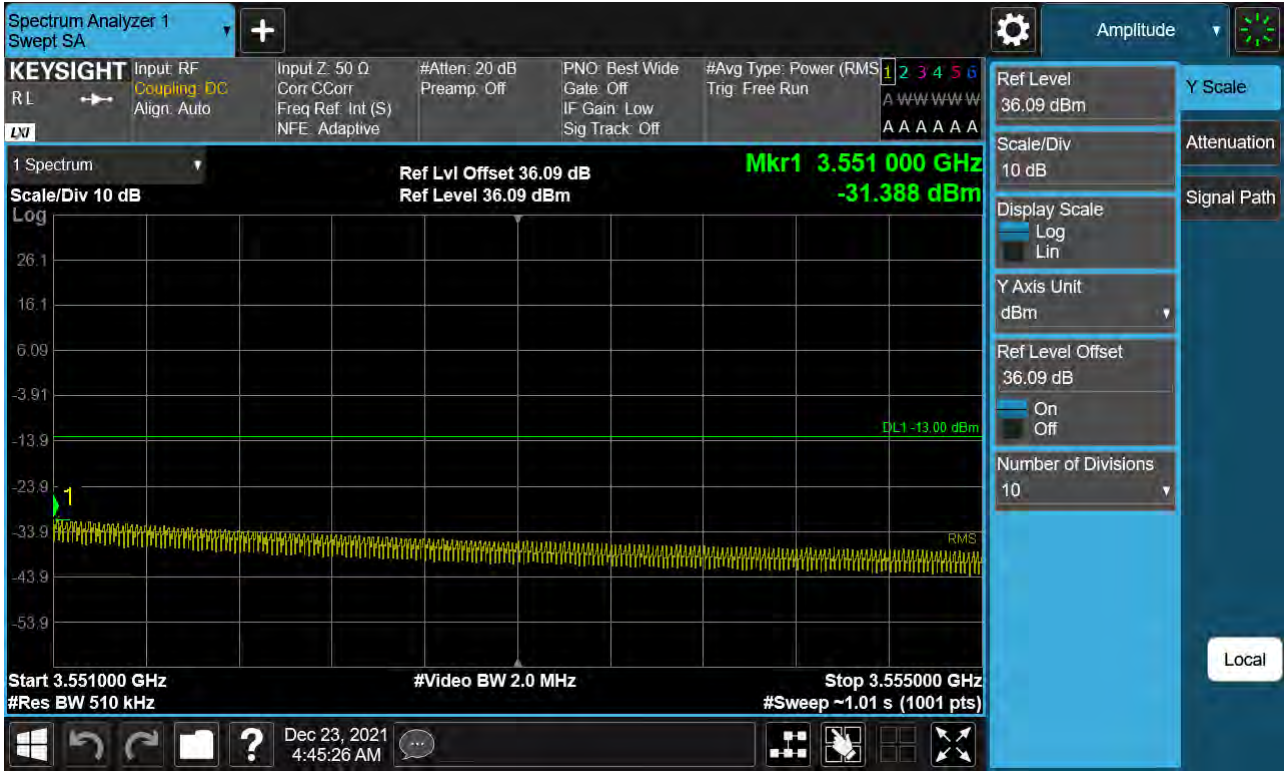 Spectrum Analyzer 1
Swept SA
+
Amplitude
KEYSIGHT
RL
LXI
Input: RF
Coupling: DC
Align: Auto
Input Z: 50 Ω
Corr CCorr
Freq Ref: Int (S)
NFE: Adaptive
#Atten: 20 dB
Preamp: Off
PNO: Best Wide
Gate: Off
IF Gain: Low
Sig Track: Off
#Avg Type: Power (RMS
Trig: Free Run
1 2 3 4 5 6
A W W W W W
A A A A A A
1 Spectrum
Scale/Div 10 dB
Log
Ref Lvl Offset 36.09 dB
Ref Level 36.09 dBm
Mkr1 3.551 000 GHz
-31.388 dBm
26.1
16.1
6.09
-3.91
-13.9
-23.9
-33.9
-43.9
-53.9
DL1 -13.00 dBm
1
RMS
Start 3.551000 GHz
#Res BW 510 kHz
#Video BW 2.0 MHz
Stop 3.555000 GHz
#Sweep ~1.01 s (1001 pts)
Ref Level
36.09 dBm
Scale/Div
10 dB
Display Scale
Log
Lin
Y Axis Unit
dBm
Ref Level Offset
36.09 dB
On
Off
Number of Divisions
10
Y Scale
Attenuation
Signal Path
Local
?
Dec 23, 2021
4:45:26 AM